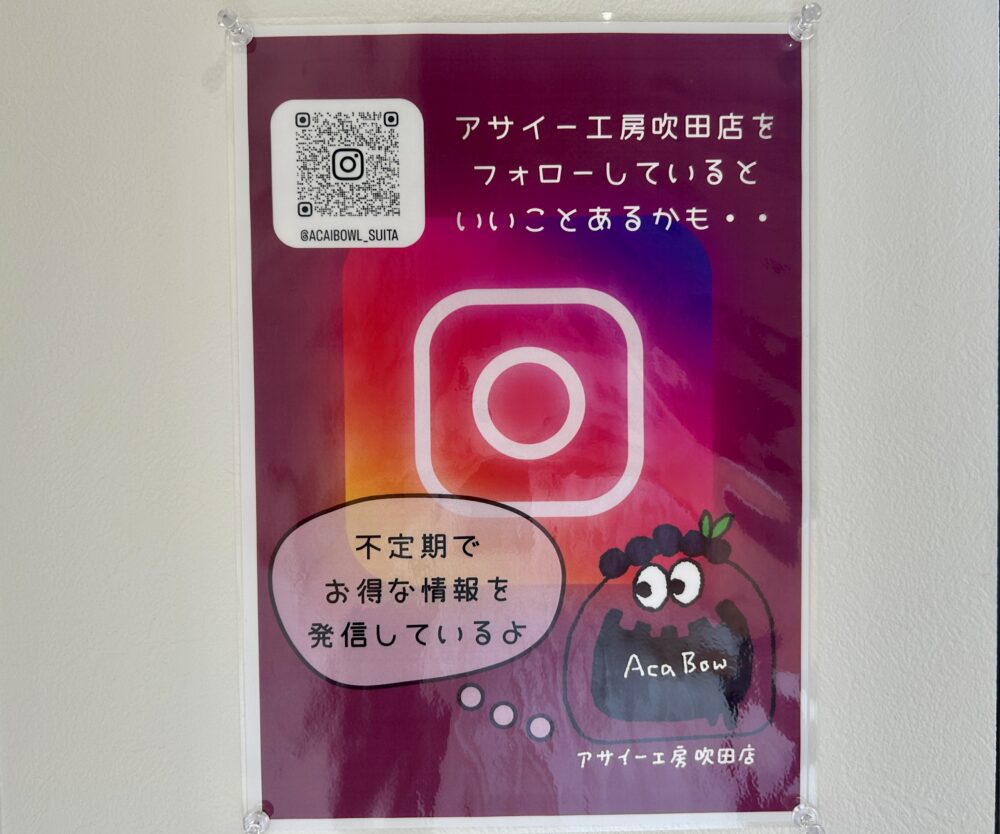 アサイー工房吹田店を
フォローしていると
いいことあるかも・・
@ACAIBOWL_SUITA
不定期で
お得な情報を
発信しているよ
Aca Bow
アサイー工房吹田店